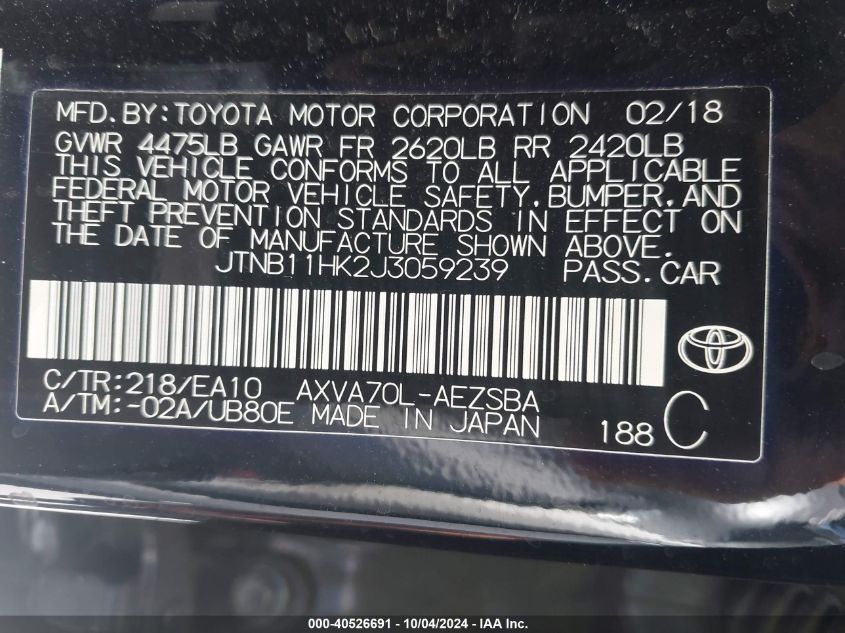 MFD.BY:TOYOTA MOTOR CORPORATION 02/18
GVWR 4475LB GAWR FR 2620LB RR 2420LB
THIS VEHICLE CONFORMS TO ALL APPLICABLE
FEDERAL MOTOR VEHICLE SAFETY,BUMPER,AND
THEFT PREVENTION STANDARDS IN EFFECT ON
THE DATE OF MANUFACTURE SHOWN ABOVE.
JTNB11HK2J3059239 PASS.CAR
C/TR:218/EA10 AXVA70L-AEZSBA
A/TM:-02A/UB80E MADE IN JAPAN 188 C
000-40526691 - 10/04/2024 - IAA Inc.